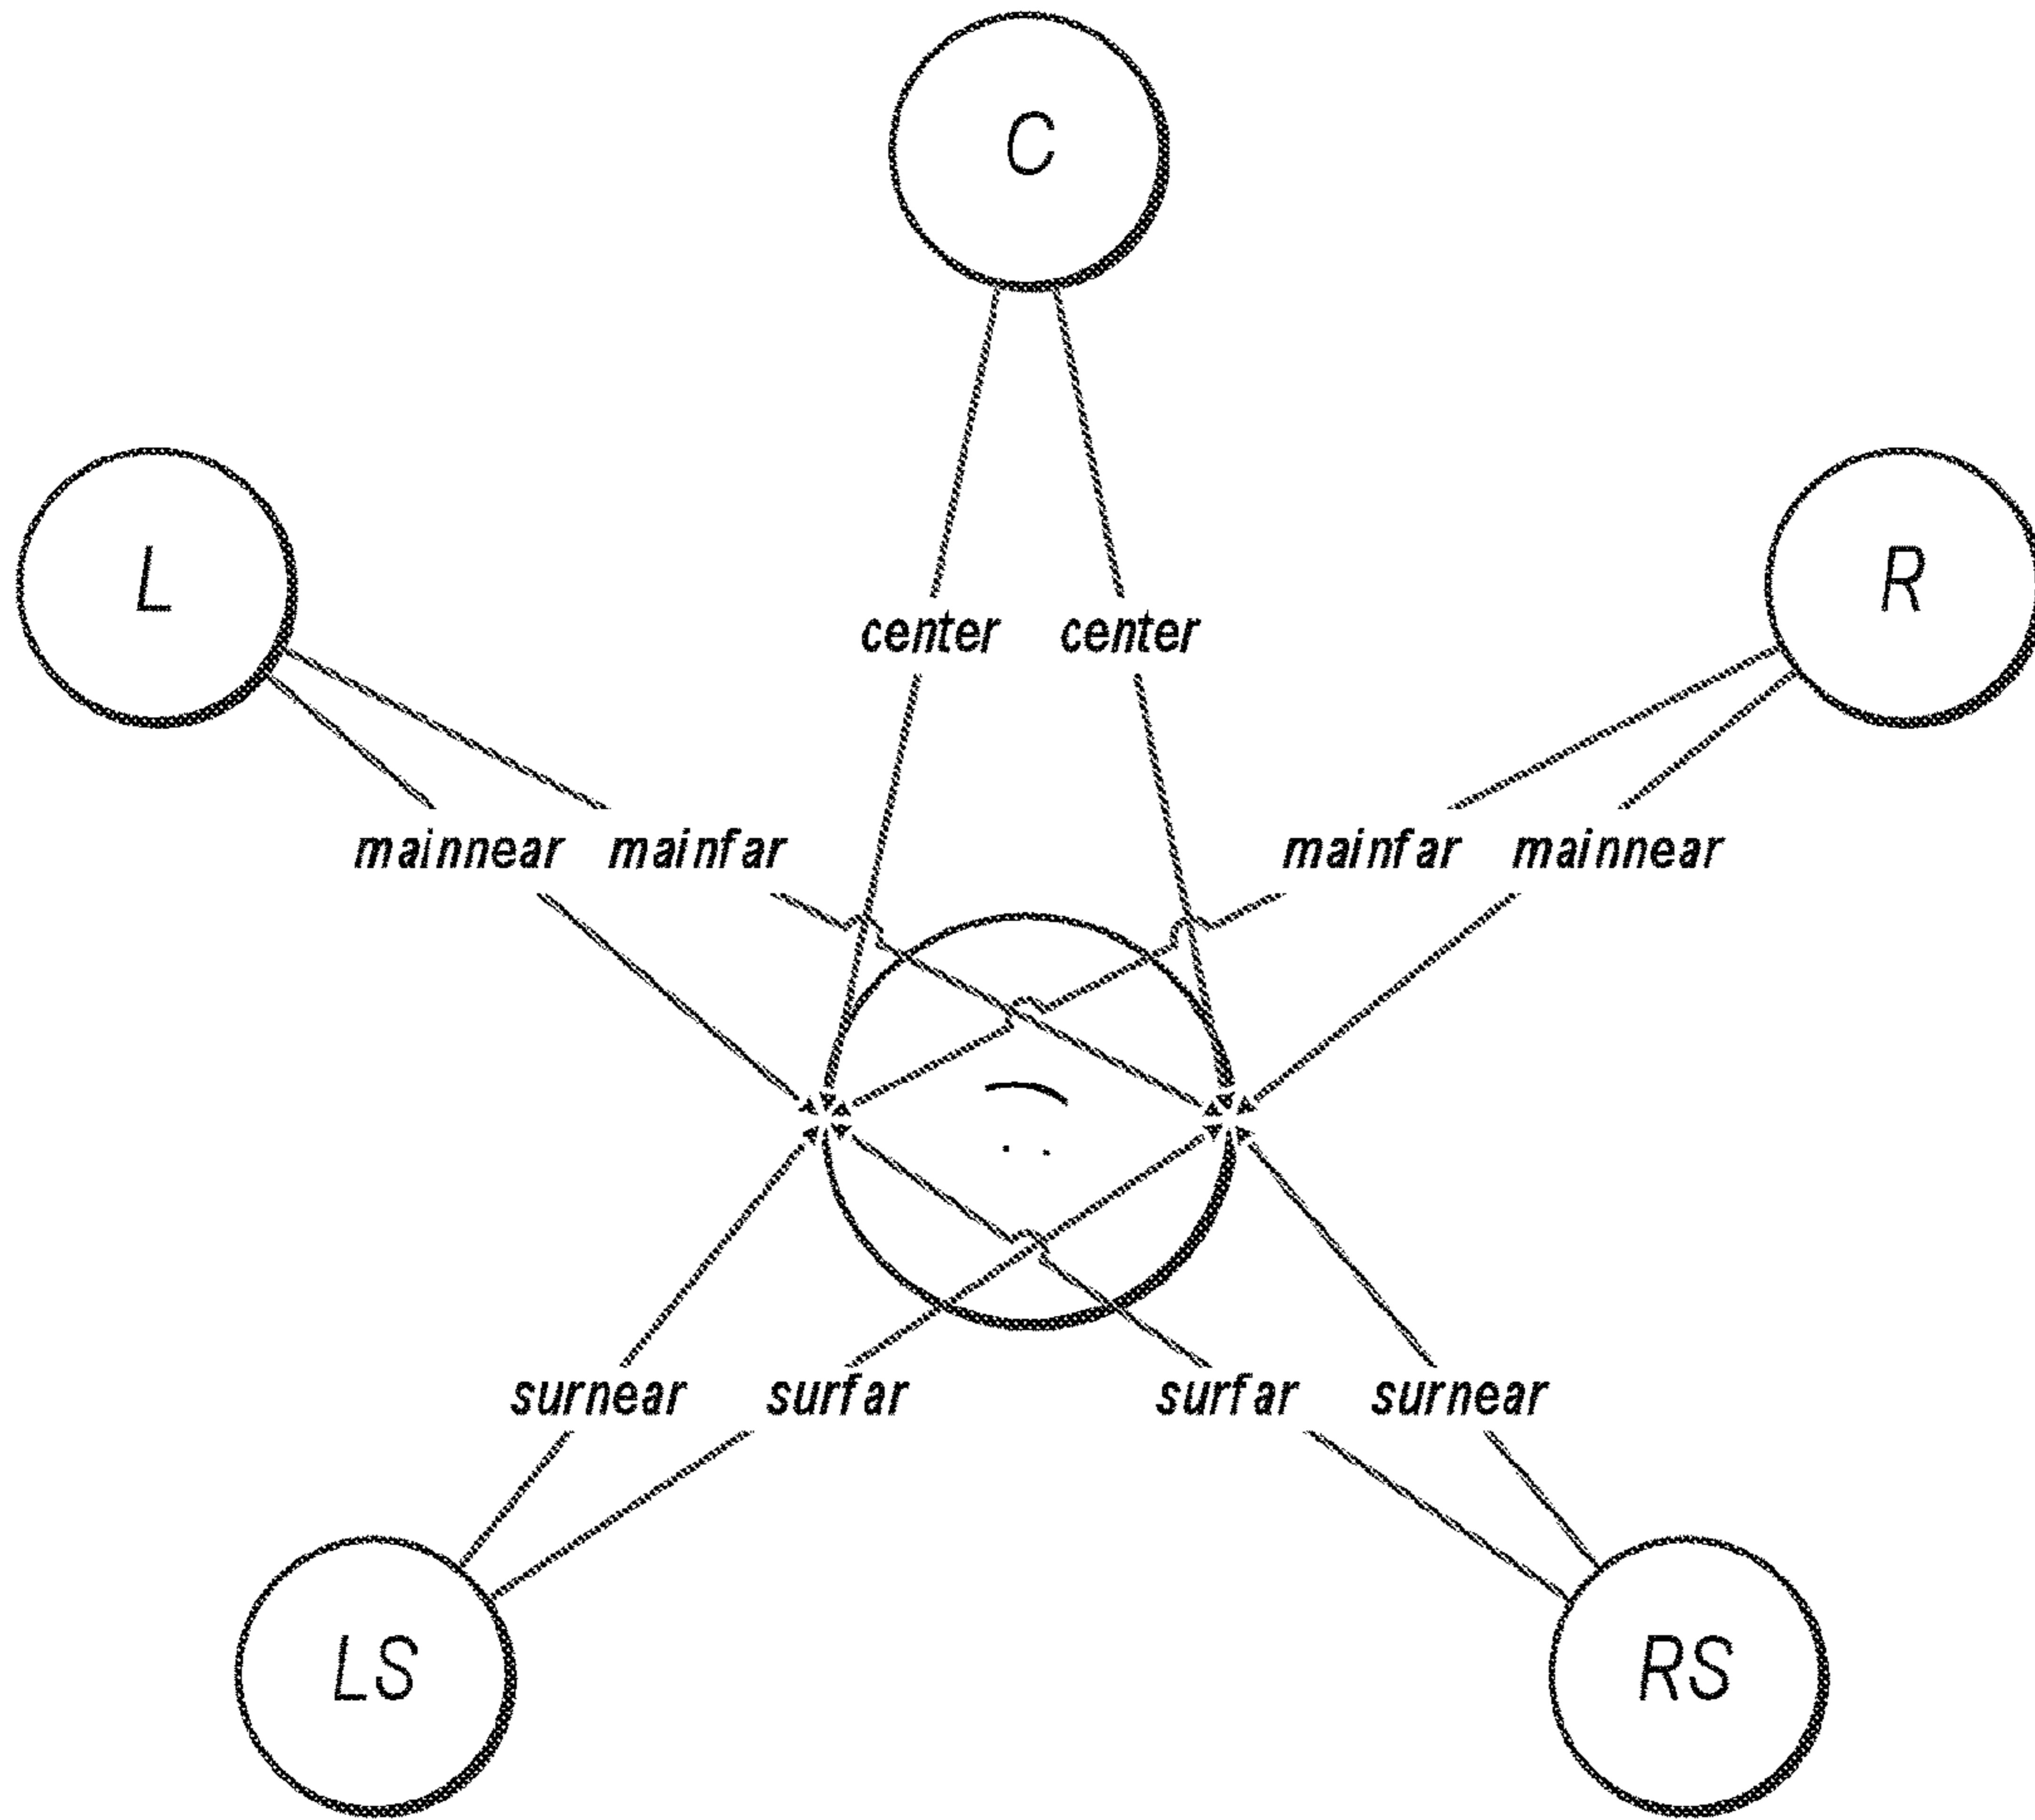 C
L
R
center center
mainnear mainfar mainfar mainnear
surnear surfar surfar surnear
LS
RS